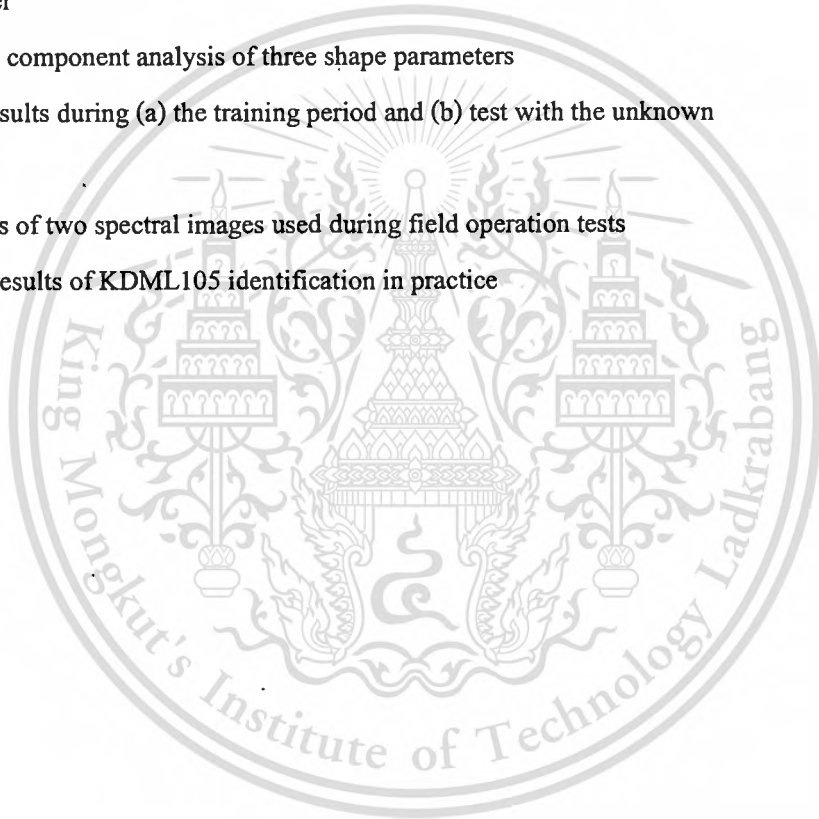 component analysis of three shape parameters
sults during (a) the training period and (b) test with the unknown
s of two spectral images used during field operation tests
esults of KDML105 identification in practice
King Mongkut's Institute of Technology Ladkrabang